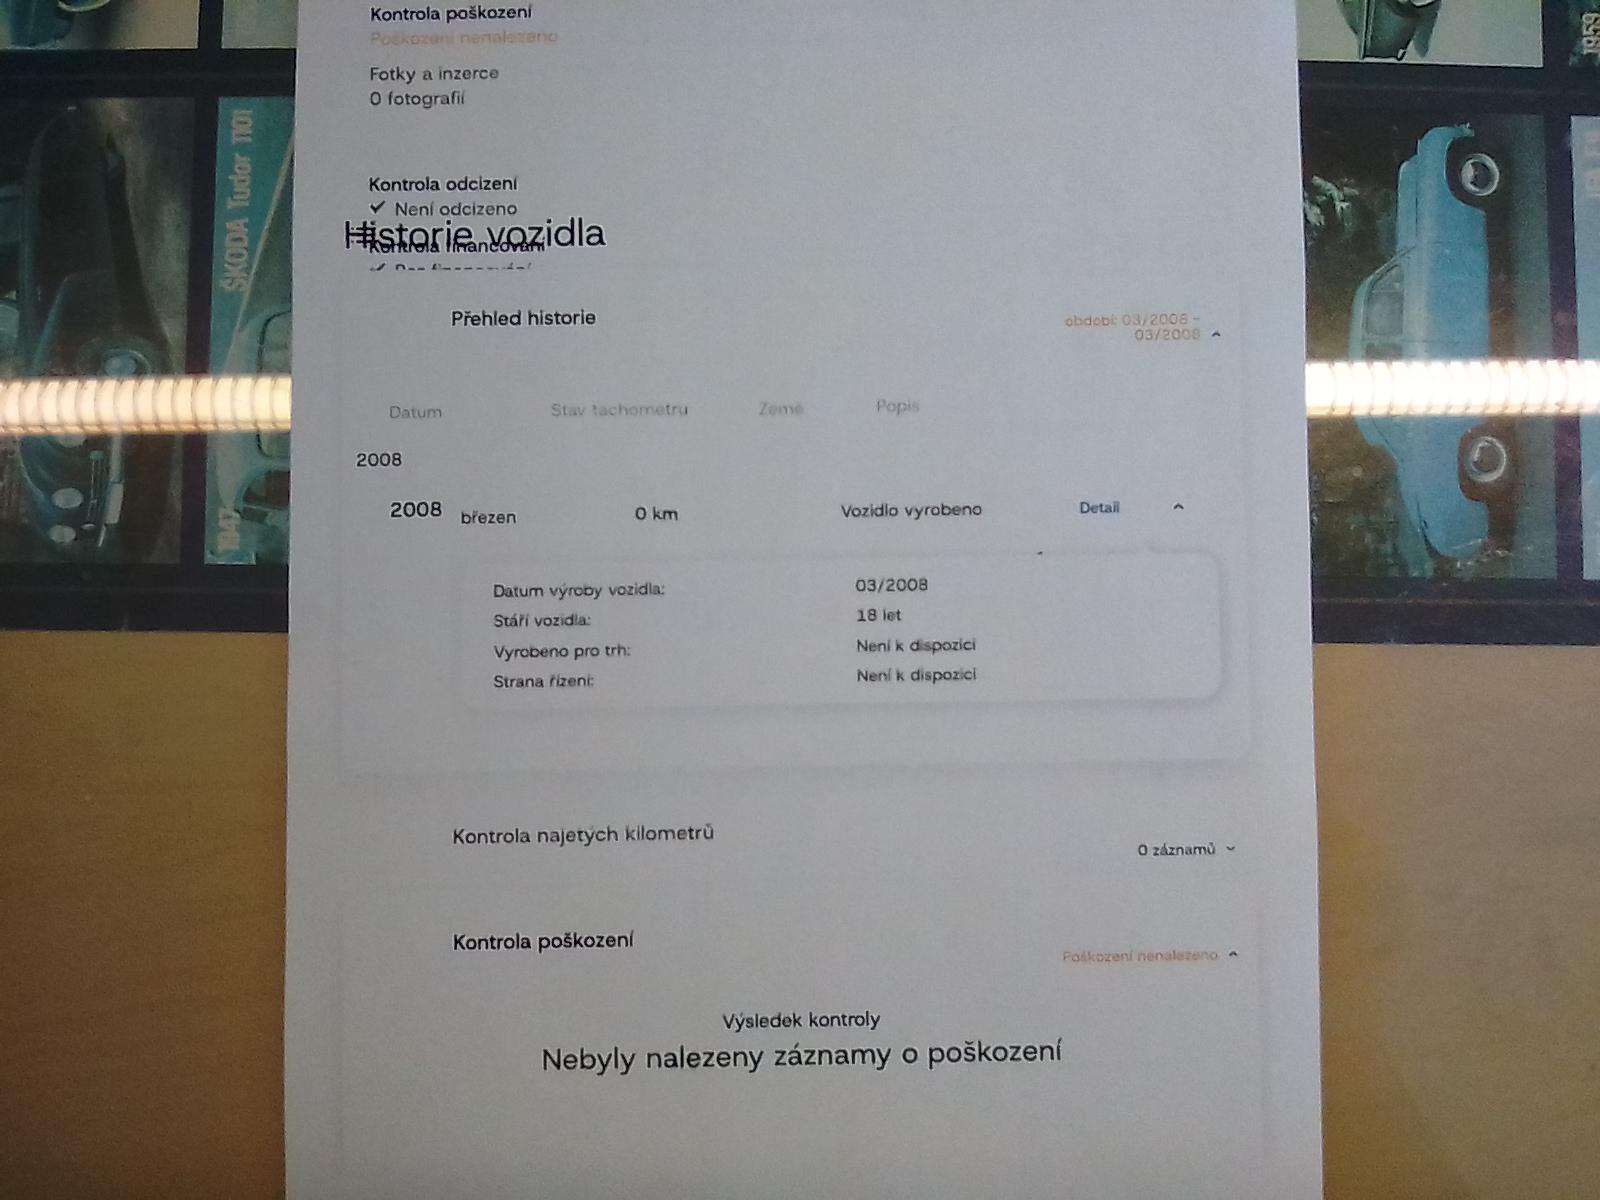 Kontrola poškození
Poškození nenalezeno
Fotky a inzerce
0 fotografií
Kontrola odcizení
✓ Není odcizeno
Historie vozidla
Kontrola financování
Přehled historie
období: 03/2008 -
03/2008
Datum Stav tachometru Země Popis
2008
2008 březen 0 km Vozidlo vyrobeno Detail
Datum výroby vozidla: 03/2008
Stáří vozidla: 18 let
Vyrobeno pro trh: Není k dispozici
Strana řízení: Není k dispozici
Kontrola najetých kilometrů
0 záznamů
Kontrola poškození
Poškození nenalezeno
Výsledek kontroly
Nebyly nalezeny záznamy o poškození
ŠKODA Tudor 1101
1959